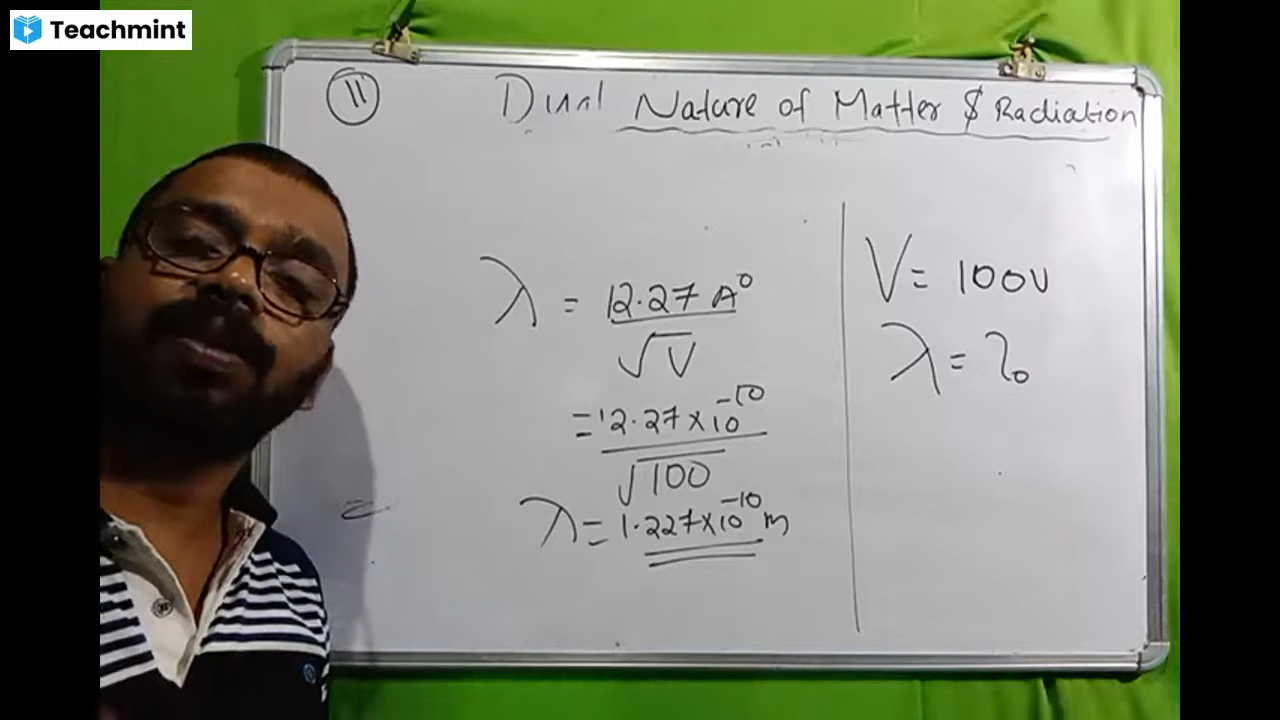 Teachmint
11 Dual Nature of Matter & Radiation
λ = 12.27 A⁰
√V
= 12.27 × 10⁻¹⁰
√100
λ = 1.227 × 10⁻¹⁰ m
V = 100V
λ = ?